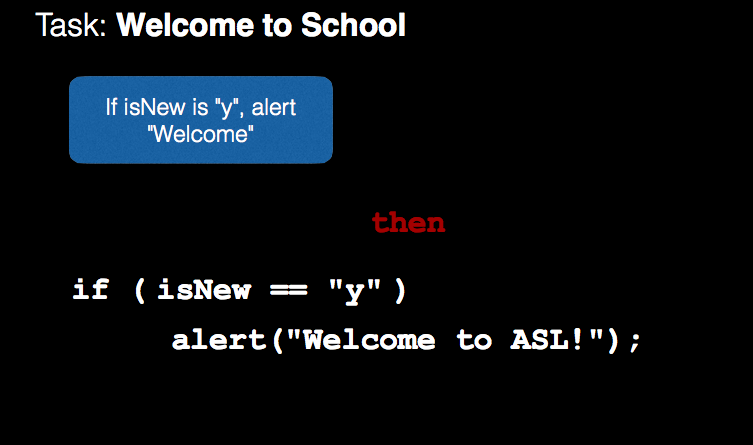 Task: Welcome to School
If isNew is "y", alert
"Welcome"
then
if (isNew == "y")
alert("Welcome to ASL!");